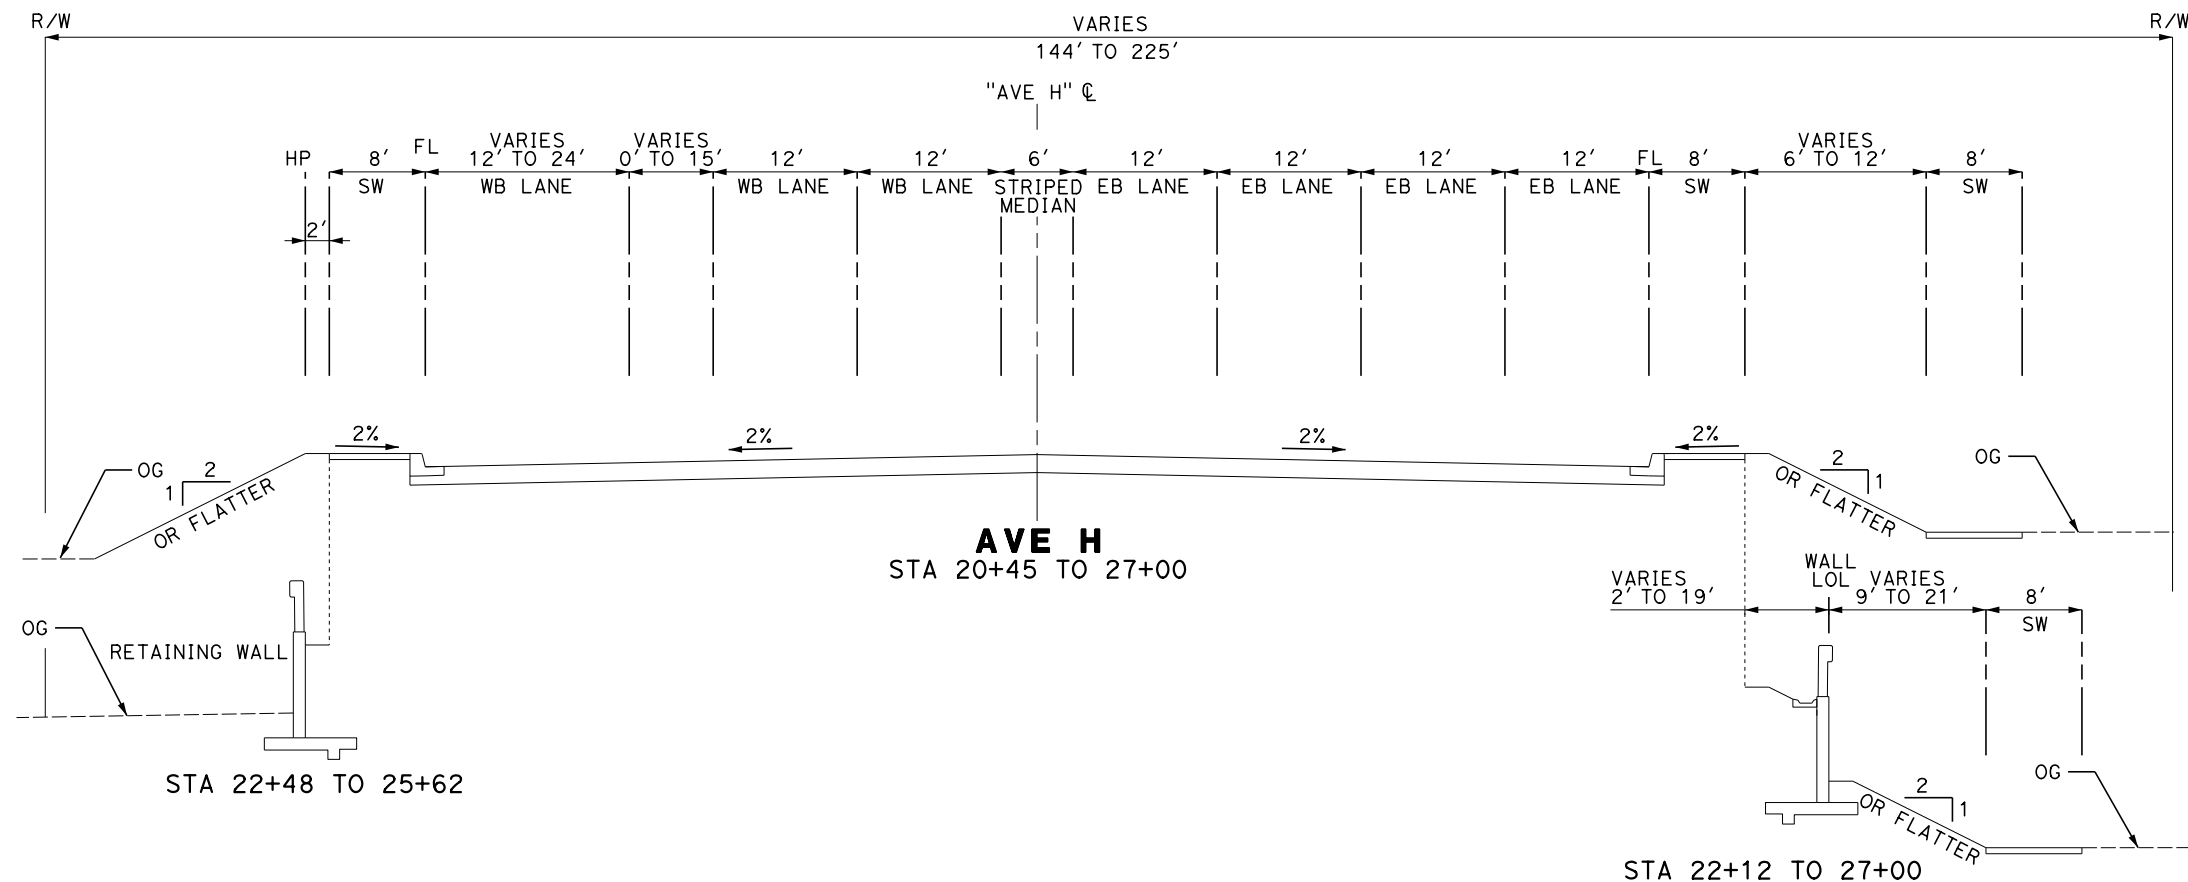 R/W
VARIES
R/W
144' TO 225'
"AVE H" ℄
HP
8'
SW
FL
VARIES
12' TO 24'
WB LANE
VARIES
0' TO 15'
12'
WB LANE
12'
WB LANE
6'
STRIPED
MEDIAN
12'
EB LANE
12'
EB LANE
12'
EB LANE
12'
EB LANE
FL
8'
SW
VARIES
6' TO 12'
8'
SW
2'
2%
2%
2%
2%
OG
2
1
OR FLATTER
2
1
OR FLATTER
OG
AVE H
STA 20+45 TO 27+00
OG
RETAINING WALL
STA 22+48 TO 25+62
VARIES
2' TO 19'
WALL
LOL
VARIES
9' TO 21'
8'
SW
OG
2
1
OR FLATTER
STA 22+12 TO 27+00